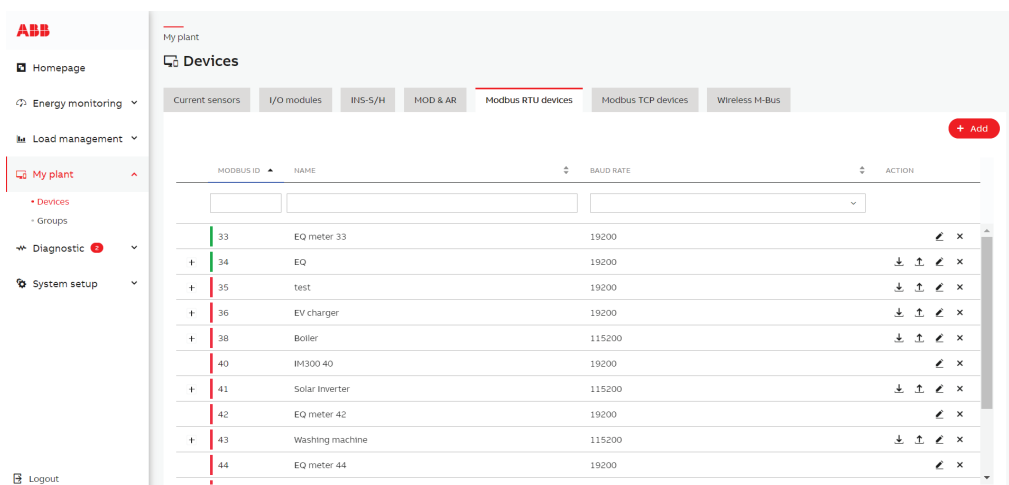 ABB
Homepage
Energy monitoring
Load management
My plant
Devices
- Groups
Diagnostic 2
System setup
Logout
My plant
Devices
Current sensors I/O modules INS-S/H MOD & AR Modbus RTU devices Modbus TCP devices Wireless M-Bus
+ Add
MODBUS ID NAME BAUD RATE ACTION
33 EQ meter 33 19200
+ 34 EQ 19200
+ 35 test 19200
+ 36 EV charger 19200
+ 38 Boiler 115200
40 IM300 40 19200
+ 41 Solar Inverter 115200
42 EQ meter 42 19200
+ 43 Washing machine 115200
44 EQ meter 44 19200